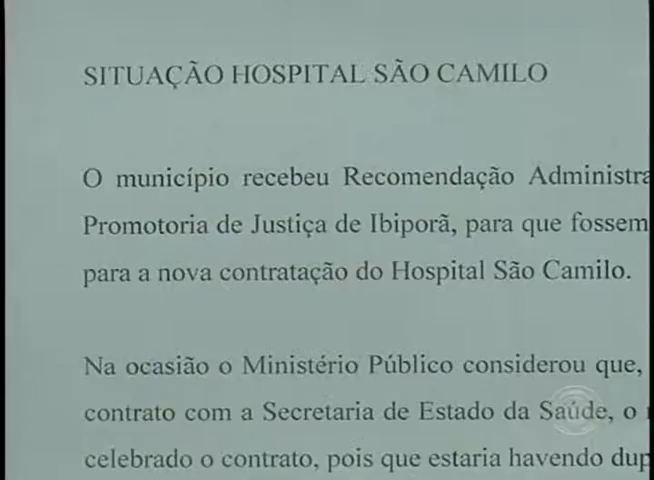 SITUAÇÃO HOSPITAL SÃO CAMILO
O município recebeu Recomendação Administra
Promotoria de Justiça de Ibiporã, para que fossem
para a nova contratação do Hospital São Camilo.
Na ocasião o Ministério Público considerou que,
contrato com a Secretaria de Estado da Saúde, o
celebrado o contrato, pois que estaria havendo dup